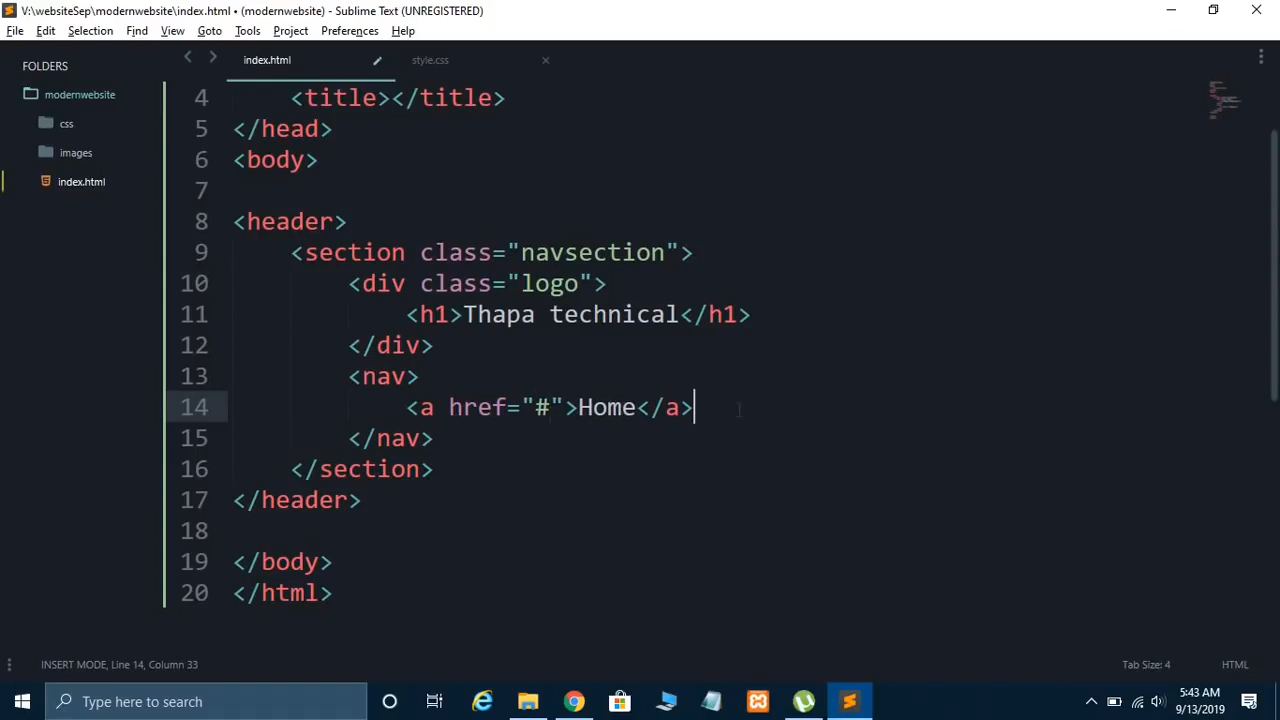 V:\websiteSep\modernwebsite\index.html • (modernwebsite) - Sublime Text (UNREGISTERED)
File Edit Selection Find View Goto Tools Project Preferences Help
FOLDERS
modernwebsite
css
images
index.html
index.html style.css
4 <title></title>
5 </head>
6 <body>
7
8 <header>
9 <section class="navsection">
10 <div class="logo">
11 <h1>Thapa technical</h1>
12 </div>
13 <nav>
14 <a href="#">Home</a>
15 </nav>
16 </section>
17 </header>
18
19 </body>
20 </html>
INSERT MODE, Line 14, Column 33 Tab Size: 4 HTML
Type here to search
5:43 AM
9/13/2019